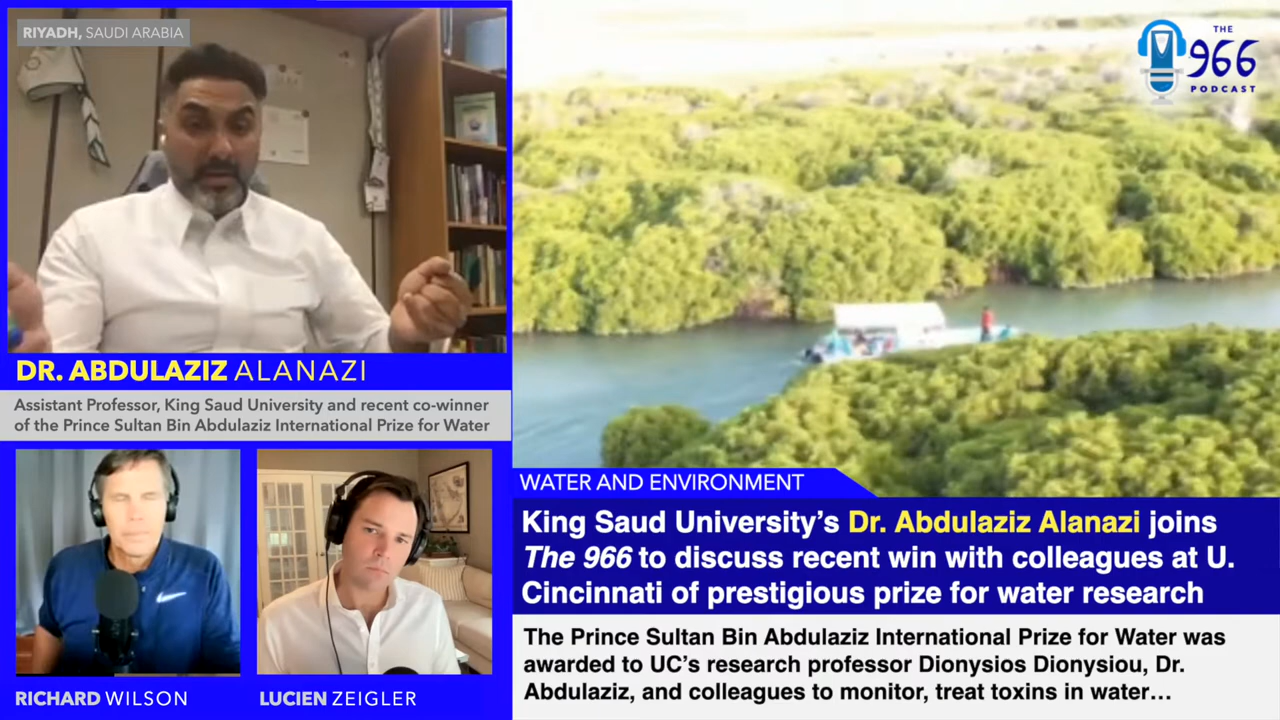 RIYADH, SAUDI ARABIA
THE
966
PODCAST
DR. ABDULAZIZ ALANAZI
Assistant Professor, King Saud University and recent co-winner
of the Prince Sultan Bin Abdulaziz International Prize for Water
RICHARD WILSON
LUCIEN ZEIGLER
WATER AND ENVIRONMENT
King Saud University's Dr. Abdulaziz Alanazi joins
The 966 to discuss recent win with colleagues at U.
Cincinnati of prestigious prize for water research
The Prince Sultan Bin Abdulaziz International Prize for Water was
awarded to UC's research professor Dionysios Dionysiou, Dr.
Abdulaziz, and colleagues to monitor, treat toxins in water…